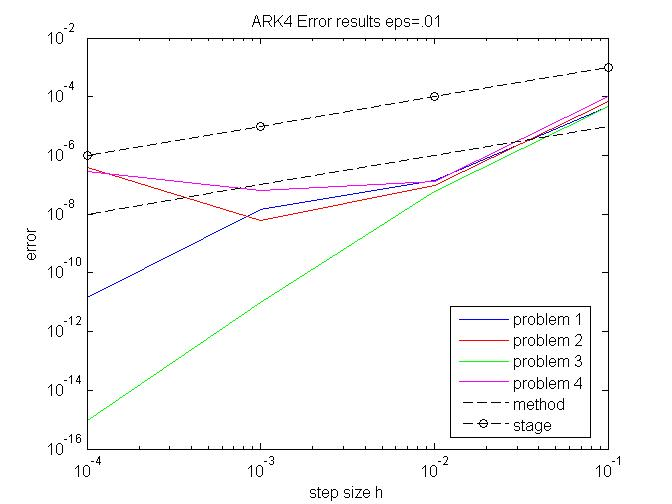 ARK4 Error results eps=.01
10^-2
10^-4
10^-6
10^-8
10^-10
10^-12
10^-14
10^-16
error
problem 1
problem 2
problem 3
problem 4
method
stage
10^-4 10^-3 10^-2 10^-1
step size h